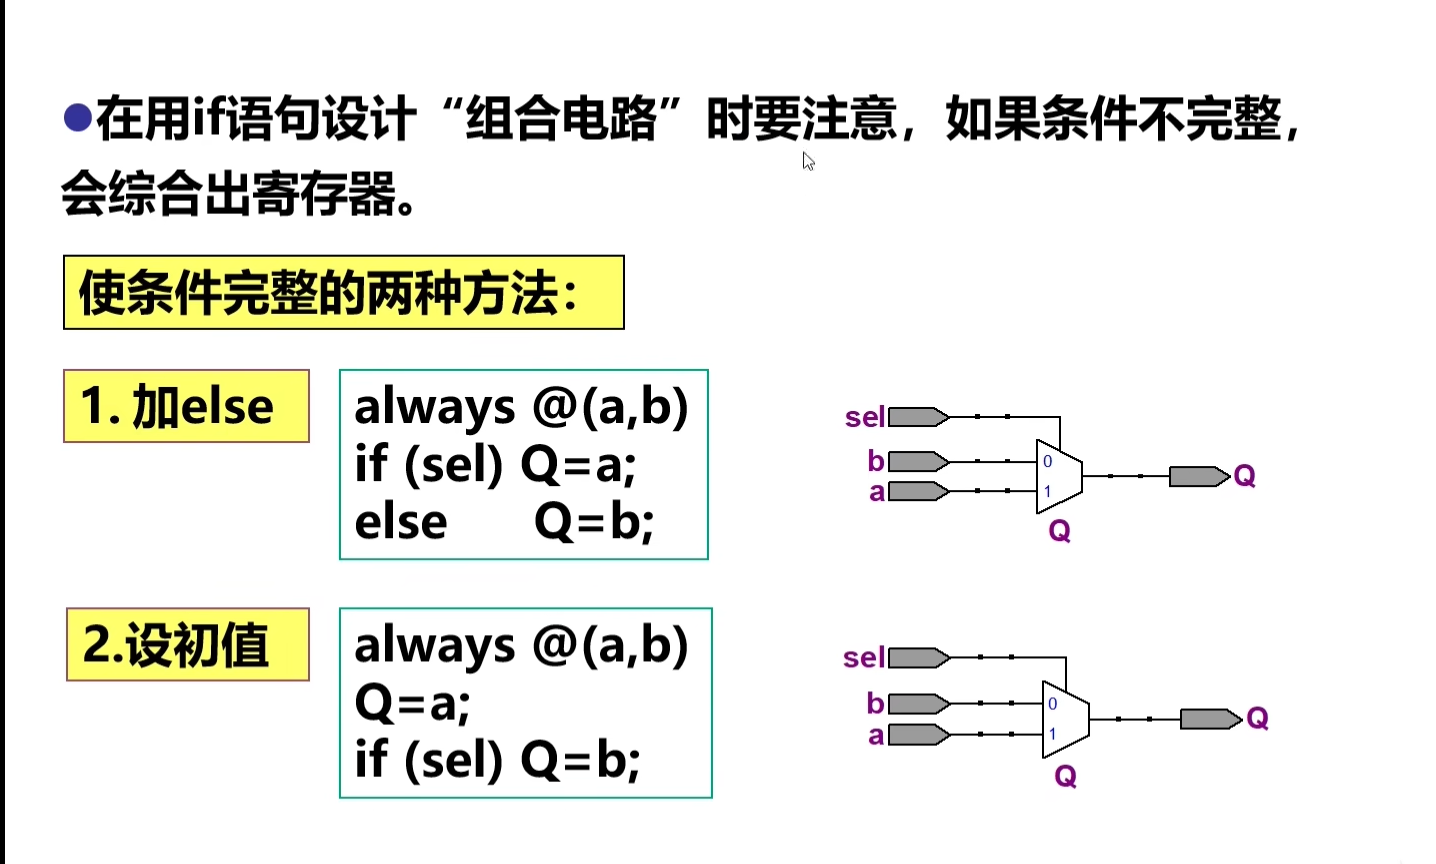 ●在用if语句设计“组合电路”时要注意，如果条件不完整，
会综合出寄存器。
使条件完整的两种方法：
1. 加else
always @(a,b)
if (sel) Q=a;
else Q=b;
sel
b
a
0
1
Q
Q
2.设初值
always @(a,b)
Q=a;
if (sel) Q=b;
sel
b
a
0
1
Q
Q